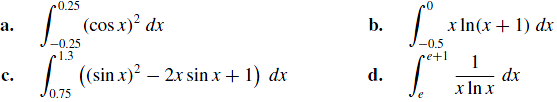 a. ∫_{−0.25}^{0.25} (cos x)² dx b. ∫_{−0.5}^{0} x ln(x + 1) dx
c. ∫_{0.75}^{1.3} ((sin x)² − 2x sin x + 1) dx d. ∫_{e}^{e+1} 1/(x ln x) dx